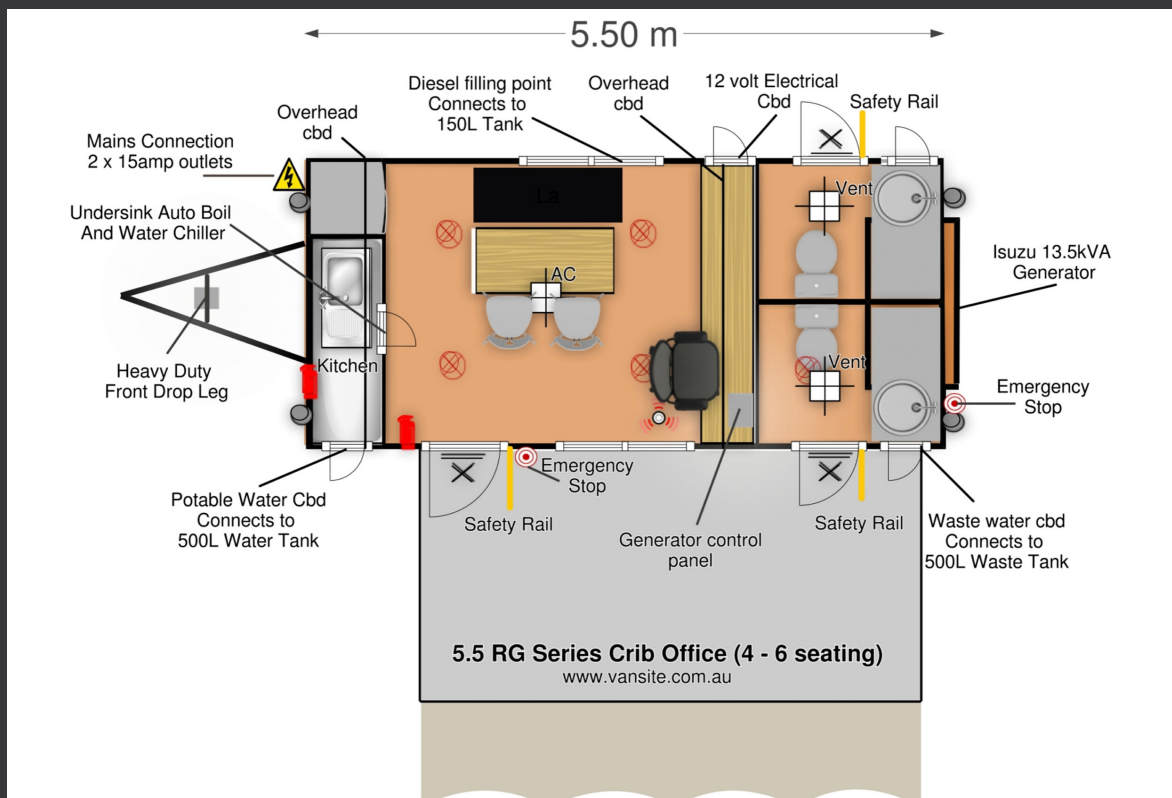 5.50 m
Diesel filling point
Connects to
150L Tank
Overhead
cbd
12 volt Electrical
Cbd
Safety Rail
Overhead
cbd
Mains Connection
2 x 15amp outlets
Undersink Auto Boil
And Water Chiller
La
Vent
AC
Isuzu 13.5kVA
Generator
Heavy Duty
Front Drop Leg
Kitchen
Vent
Emergency
Stop
Emergency
Stop
Potable Water Cbd
Connects to
500L Water Tank
Safety Rail
Generator control
panel
Safety Rail
Waste water cbd
Connects to
500L Waste Tank
5.5 RG Series Crib Office (4 - 6 seating)
www.vansite.com.au